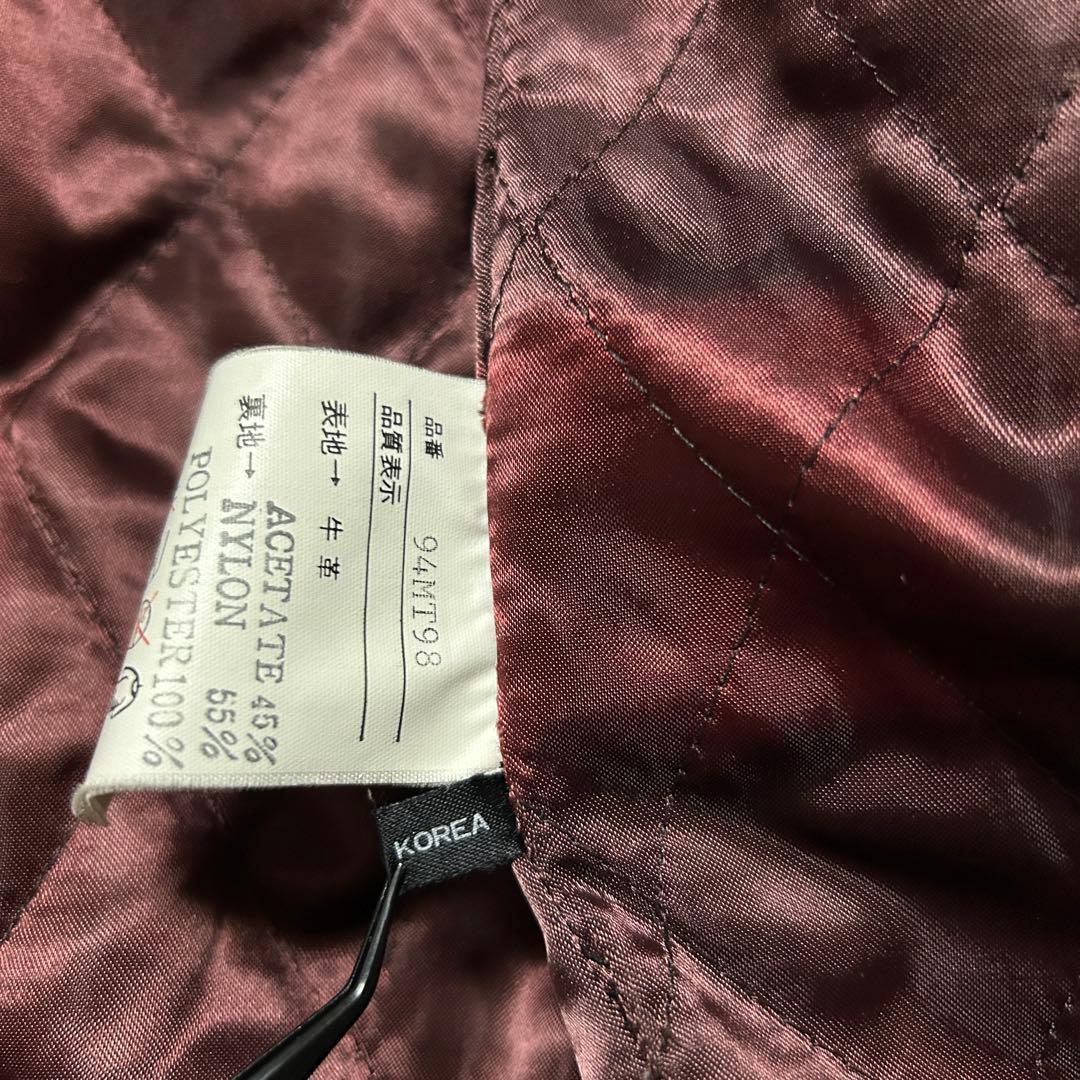 品番 94MT98
品質表示
表地→ 牛革
裏地→ ACETATE 45%
NYLON 55%
POLYESTER100%
KOREA